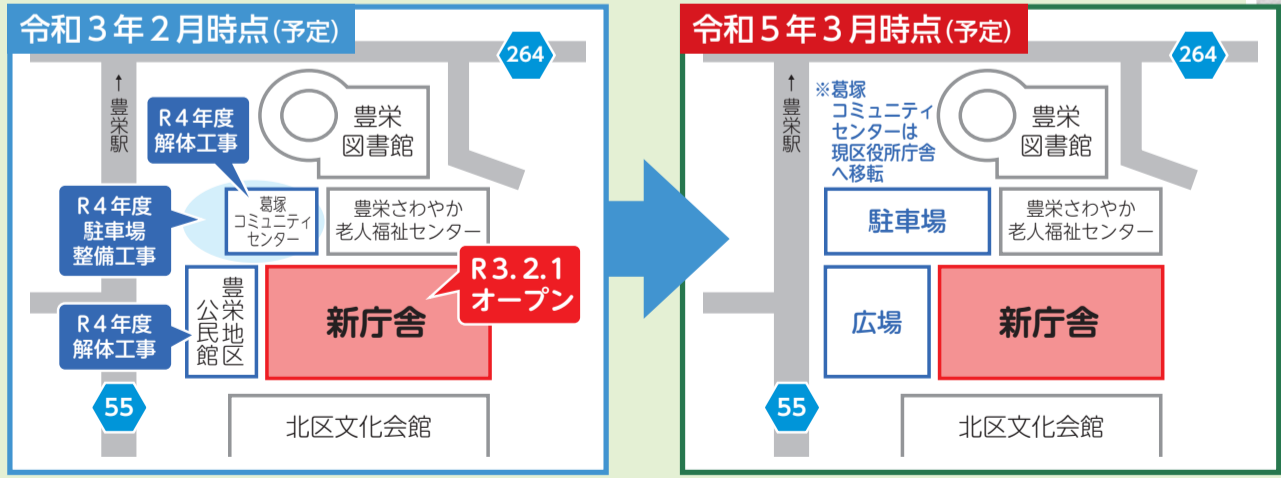 令和3年2月時点(予定)
264
↑豊栄駅
R4年度
解体工事
豊栄
図書館
R4年度
駐車場
整備工事
葛塚
コミュニティ
センター
豊栄さわやか
老人福祉センター
R3.2.1
オープン
R4年度
解体工事
豊栄地区
公民館
新庁舎
55
北区文化会館
令和5年3月時点(予定)
264
↑豊栄駅
※葛塚
コミュニティ
センターは
現区役所庁舎
へ移転
豊栄
図書館
駐車場
豊栄さわやか
老人福祉センター
広場
新庁舎
55
北区文化会館